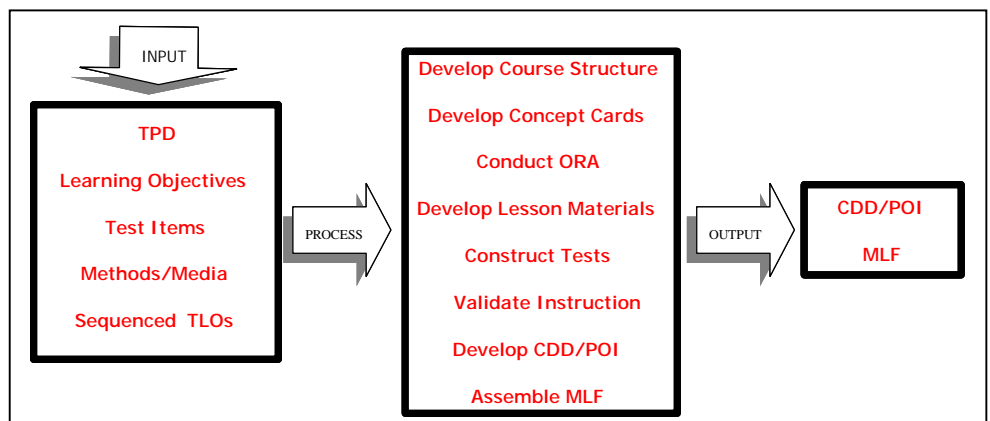 INPUT
TPD
Learning Objectives
Test Items
Methods/Media
Sequenced TLOs
PROCESS
Develop Course Structure
Develop Concept Cards
Conduct ORA
Develop Lesson Materials
Construct Tests
Validate Instruction
Develop CDD/POI
Assemble MLF
OUTPUT
CDD/POI
MLF